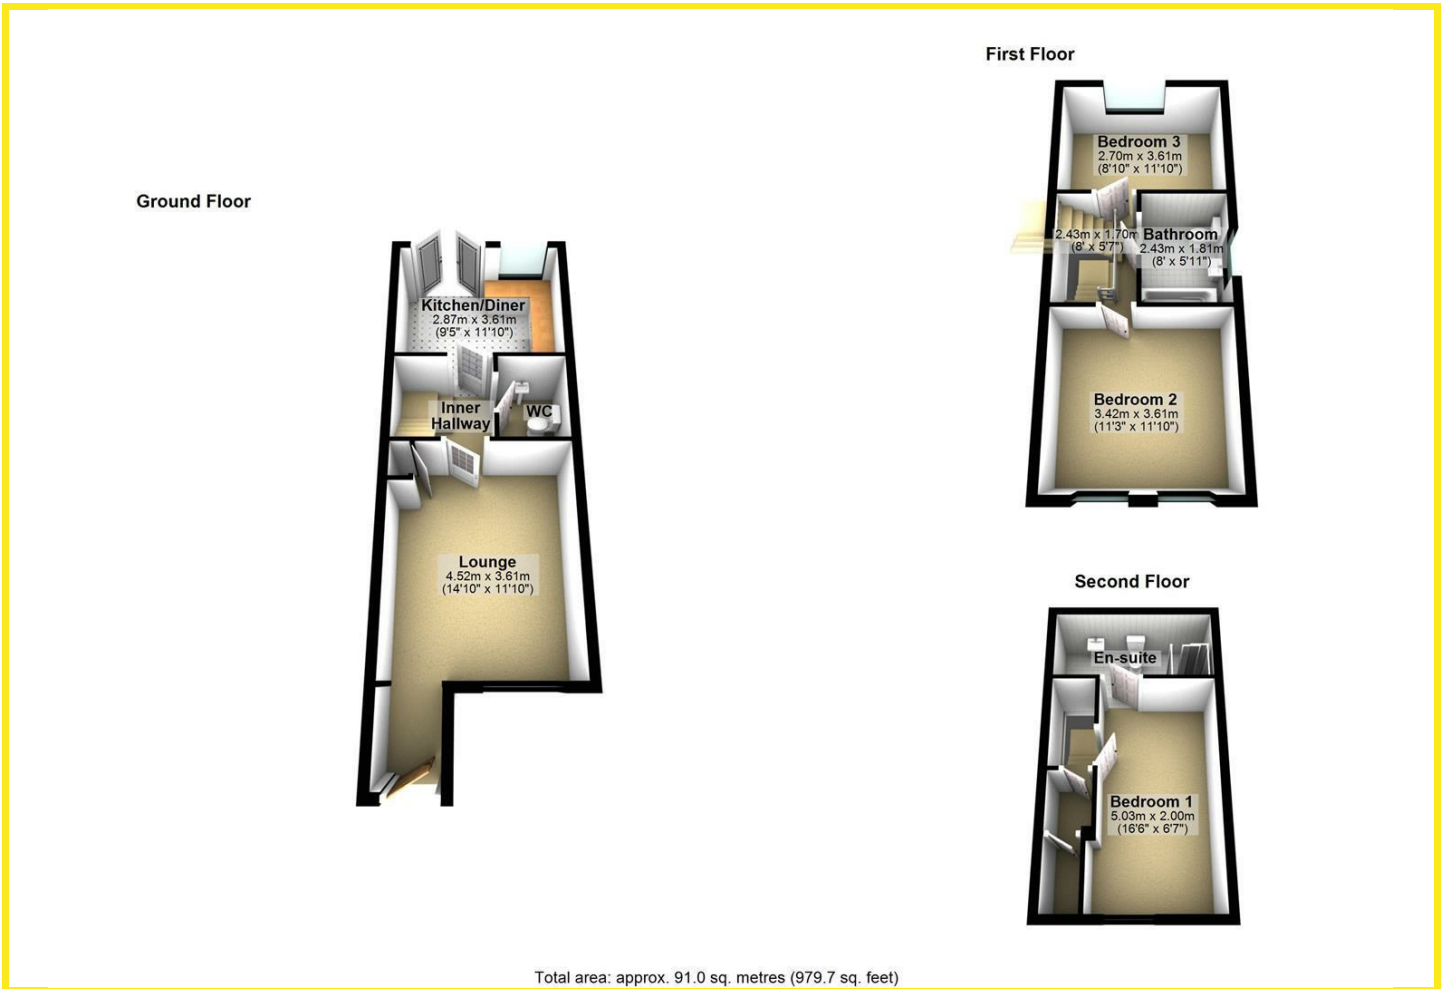 Ground Floor
Kitchen/Diner
2.87m x 3.61m
(9'5" x 11'10")
Inner
Hallway
WC
Lounge
4.52m x 3.61m
(14'10" x 11'10")
First Floor
Bedroom 3
2.70m x 3.61m
(8'10" x 11'10")
2.43m x 1.70m
(8' x 5'7")
Bathroom
2.43m x 1.81m
(8' x 5'11")
Bedroom 2
3.42m x 3.61m
(11'3" x 11'10")
Second Floor
En-suite
Bedroom 1
5.03m x 2.00m
(16'6" x 6'7")
Total area: approx. 91.0 sq. metres (979.7 sq. feet)